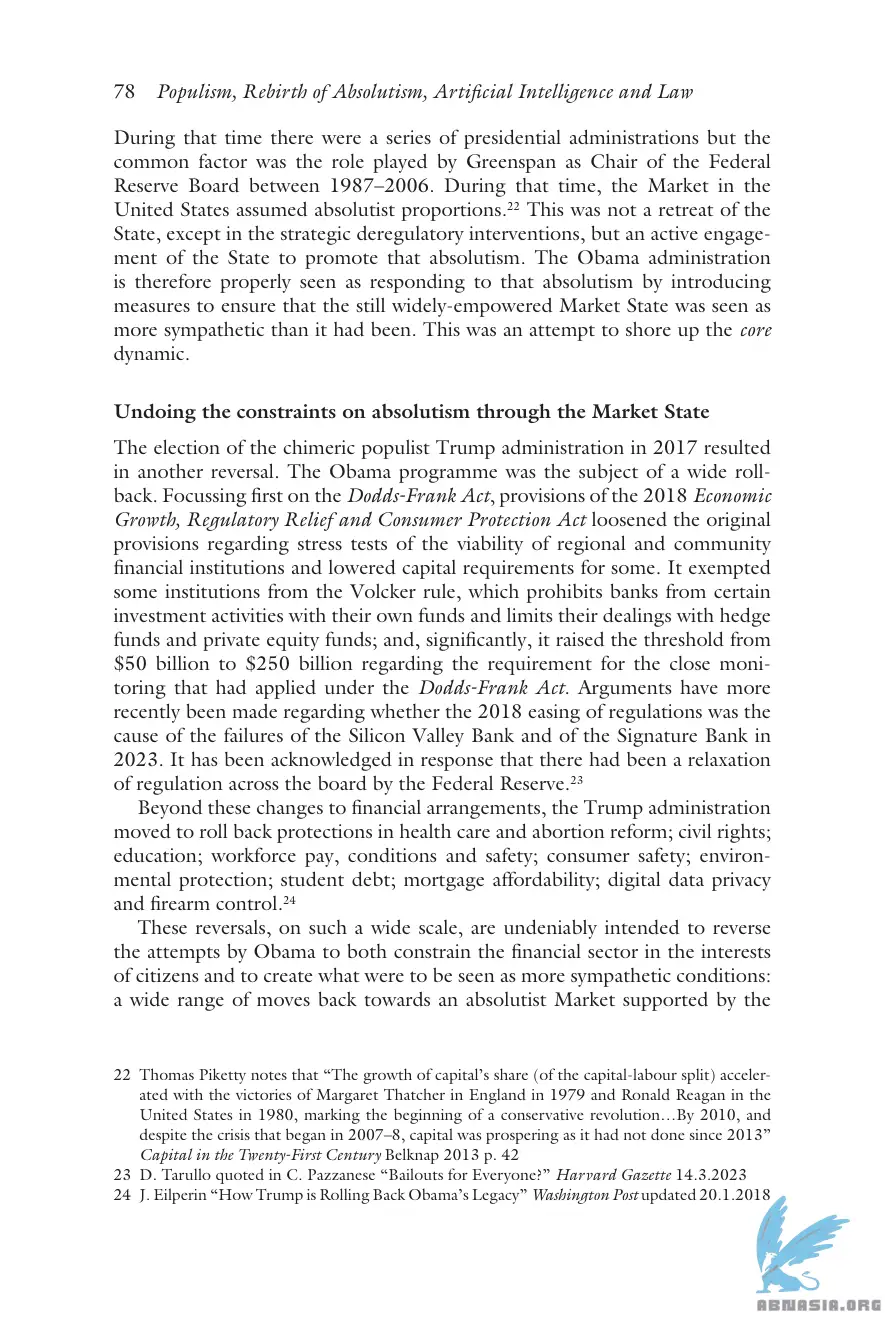 78 Populism, Rebirth of Absolutism, Artificial Intelligence and Law
During that time there were a series of presidential administrations but the
common factor was the role played by Greenspan as Chair of the Federal
Reserve Board between 1987–2006. During that time, the Market in the
United States assumed absolutist proportions.22 This was not a retreat of the
State, except in the strategic deregulatory interventions, but an active engage-
ment of the State to promote that absolutism. The Obama administration
is therefore properly seen as responding to that absolutism by introducing
measures to ensure that the still widely-empowered Market State was seen as
more sympathetic than it had been. This was an attempt to shore up the core
dynamic.
Undoing the constraints on absolutism through the Market State
The election of the chimeric populist Trump administration in 2017 resulted
in another reversal. The Obama programme was the subject of a wide roll-
back. Focussing first on the Dodds-Frank Act, provisions of the 2018 Economic
Growth, Regulatory Relief and Consumer Protection Act loosened the original
provisions regarding stress tests of the viability of regional and community
financial institutions and lowered capital requirements for some. It exempted
some institutions from the Volcker rule, which prohibits banks from certain
investment activities with their own funds and limits their dealings with hedge
funds and private equity funds; and, significantly, it raised the threshold from
$50 billion to $250 billion regarding the requirement for the close moni-
toring that had applied under the Dodds-Frank Act. Arguments have more
recently been made regarding whether the 2018 easing of regulations was the
cause of the failures of the Silicon Valley Bank and of the Signature Bank in
2023. It has been acknowledged in response that there had been a relaxation
of regulation across the board by the Federal Reserve.23
Beyond these changes to financial arrangements, the Trump administration
moved to roll back protections in health care and abortion reform; civil rights;
education; workforce pay, conditions and safety; consumer safety; environ-
mental protection; student debt; mortgage affordability; digital data privacy
and firearm control.24
These reversals, on such a wide scale, are undeniably intended to reverse
the attempts by Obama to both constrain the financial sector in the interests
of citizens and to create what were to be seen as more sympathetic conditions:
a wide range of moves back towards an absolutist Market supported by the
22 Thomas Piketty notes that “The growth of capital’s share (of the capital-labour split) acceler-
ated with the victories of Margaret Thatcher in England in 1979 and Ronald Reagan in the
United States in 1980, marking the beginning of a conservative revolution…By 2010, and
despite the crisis that began in 2007–8, capital was prospering as it had not done since 2013”
Capital in the Twenty-First Century Belknap 2013 p. 42
23 D. Tarullo quoted in C. Pazzanese “Bailouts for Everyone?” Harvard Gazette 14.3.2023
24 J. Eilperin “How Trump is Rolling Back Obama’s Legacy” Washington Post updated 20.1.2018
ABNASIA.ORG